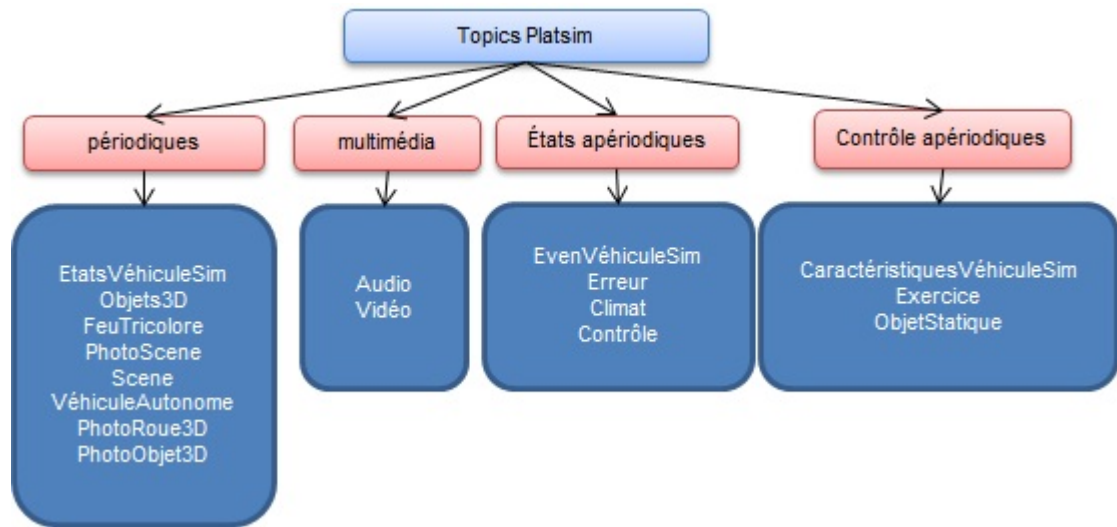 Topics Platsim
périodiques
multimédia
États apériodiques
Contrôle apériodiques
EtatsVéhiculeSim
Objets3D
FeuTricolore
PhotoScene
Scene
VéhiculeAutonome
PhotoRoue3D
PhotoObjet3D
Audio
Vidéo
EvenVéhiculeSim
Erreur
Climat
Contrôle
CaractéristiquesVéhiculeSim
Exercice
ObjetStatique